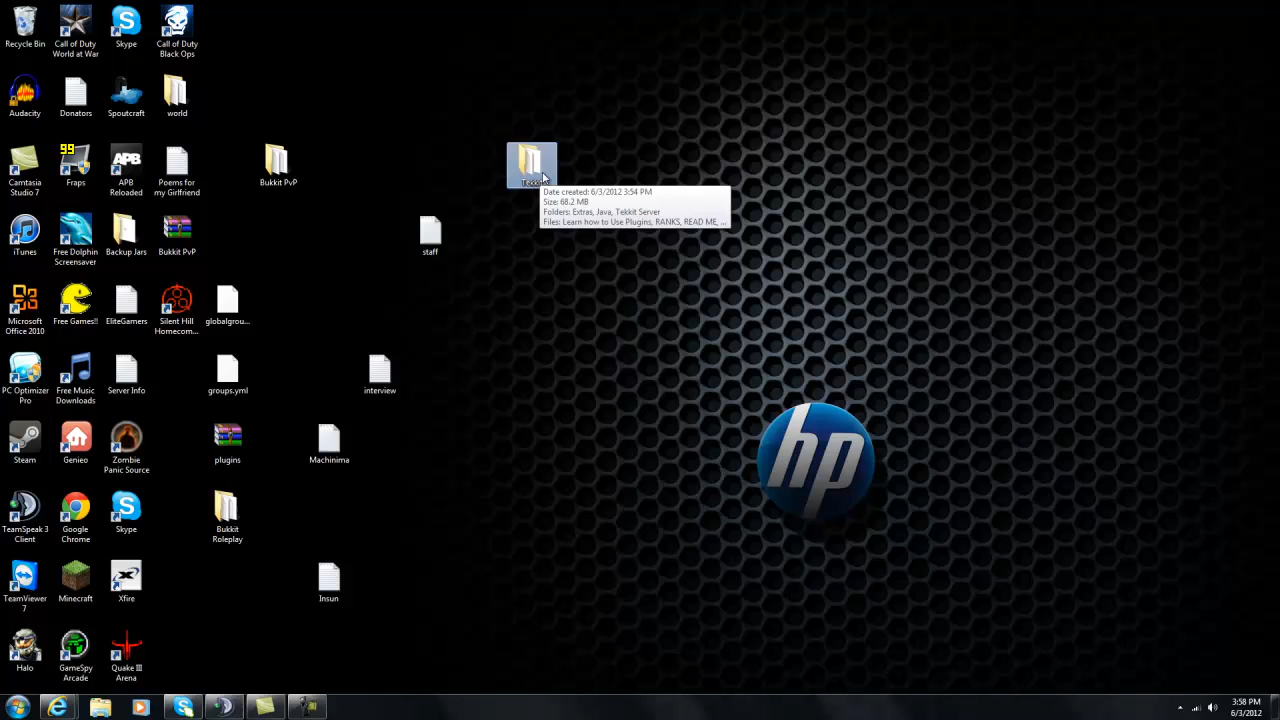 Recycle Bin
Call of Duty
World at War
Skype
Call of Duty
Black Ops
Audacity
Donators
Spoutcraft
world
99
Camtasia
Studio 7
Fraps
APB
APB
Reloaded
Poems for
my Girlfriend
Bukkit PvP
Date created: 6/3/2012 3:54 PM
Size: 68.2 MB
Folders: Extras, Java, Tekkit Server
Files: Learn how to Use Plugins, RANKS, READ ME, ...
iTunes
Free Dolphin
Screensaver
Backup Jars
Bukkit PvP
staff
Microsoft
Office 2010
Free Games!!
EliteGamers
Silent Hill
Homecom...
globalgrou...
PC Optimizer
Pro
Free Music
Downloads
Server Info
groups.yml
interview
Steam
Genieo
Zombie
Panic Source
plugins
Machinima
hp
TeamSpeak 3
Client
Google
Chrome
Skype
Bukkit
Roleplay
TeamViewer
7
Minecraft
Xfire
Insun
Halo
GameSpy
Arcade
Quake III
Arena
3:58 PM
6/3/2012